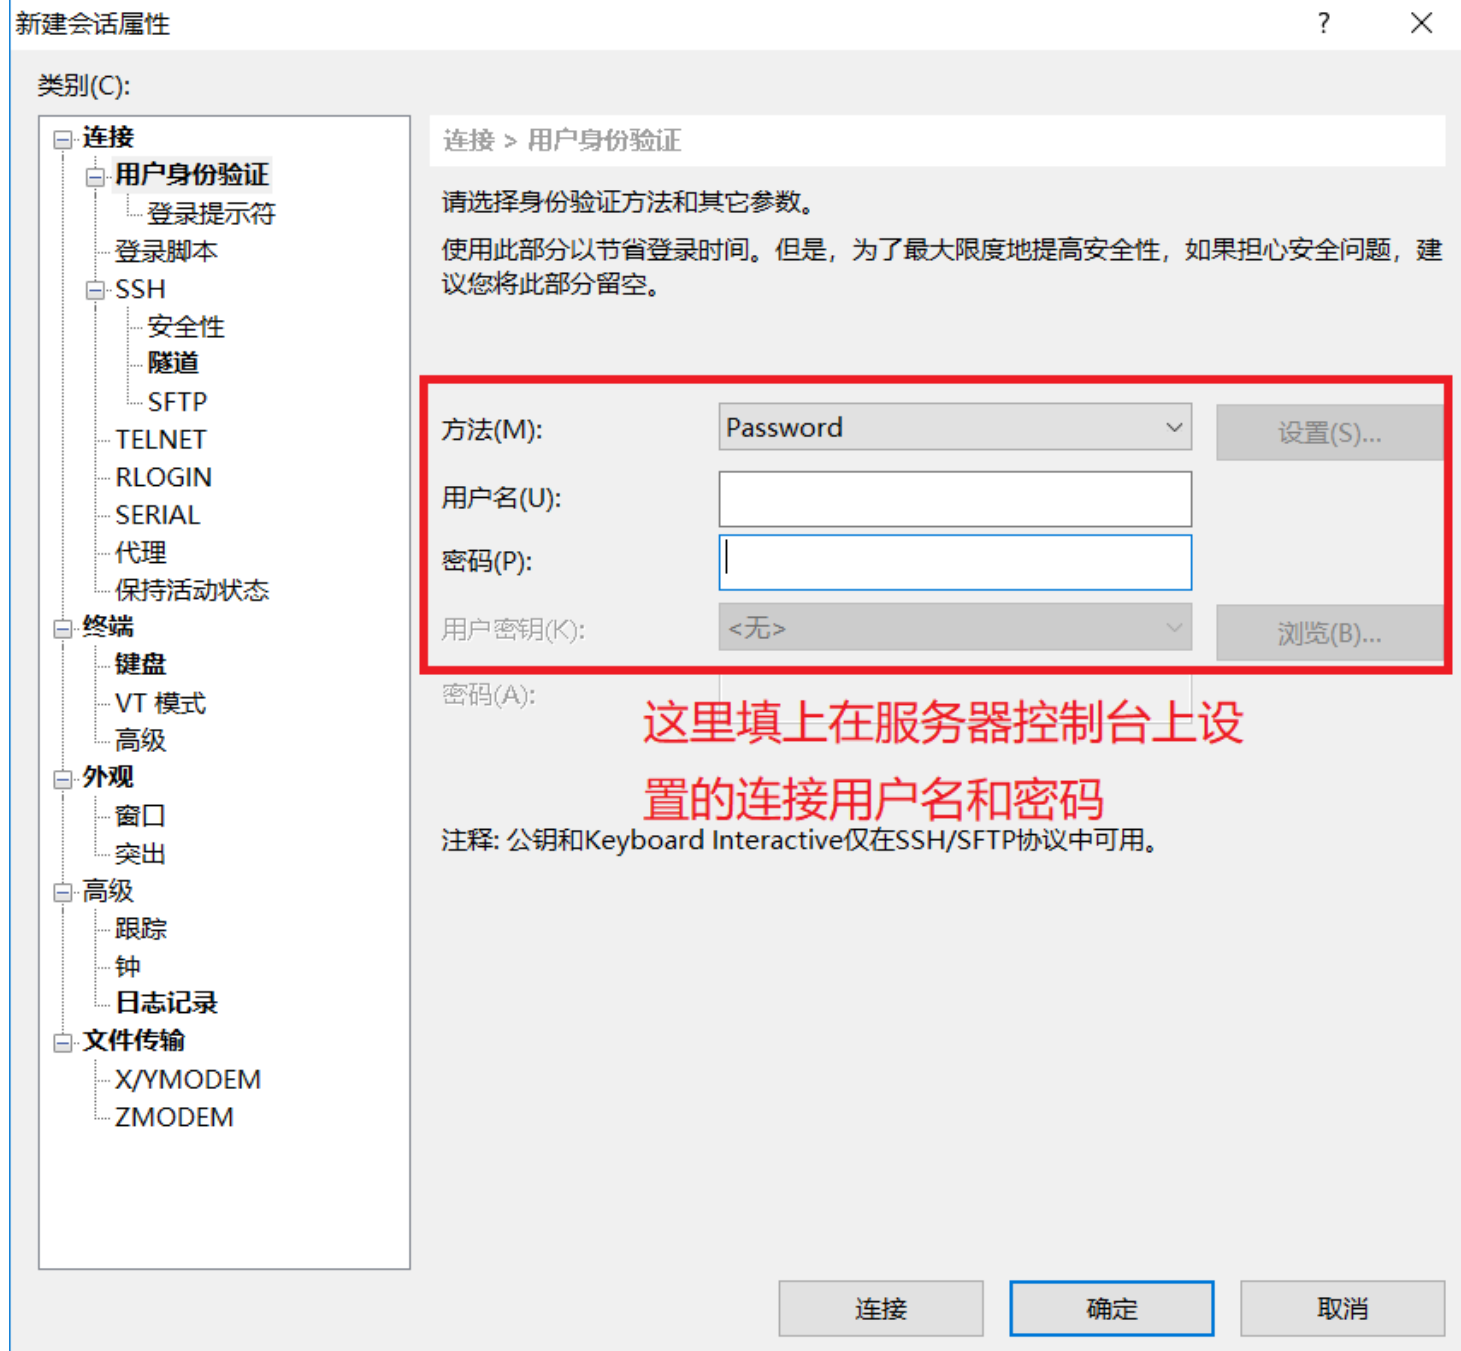 新建会话属性
?
类别(C):
连接
用户身份验证
登录提示符
登录脚本
SSH
安全性
隧道
SFTP
TELNET
RLOGIN
SERIAL
代理
保持活动状态
终端
键盘
VT 模式
高级
外观
窗口
突出
高级
跟踪
钟
日志记录
文件传输
X/YMODEM
ZMODEM
连接 > 用户身份验证
请选择身份验证方法和其它参数。
使用此部分以节省登录时间。但是，为了最大限度地提高安全性，如果担心安全问题，建
议您将此部分留空。
方法(M):
Password
设置(S)...
用户名(U):
密码(P):
用户密钥(K):
<无>
浏览(B)...
密码(A):
这里填上在服务器控制台上设
置的连接用户名和密码
注释: 公钥和Keyboard Interactive仅在SSH/SFTP协议中可用。
连接
确定
取消